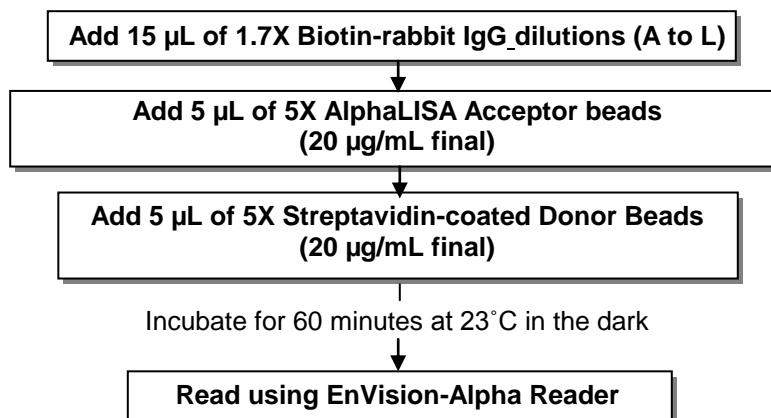 Add 15 µL of 1.7X Biotin-rabbit IgG dilutions (A to L)
Add 5 µL of 5X AlphaLISA Acceptor beads
(20 µg/mL final)
Add 5 µL of 5X Streptavidin-coated Donor Beads
(20 µg/mL final)
Incubate for 60 minutes at 23˚C in the dark
Read using EnVision-Alpha Reader